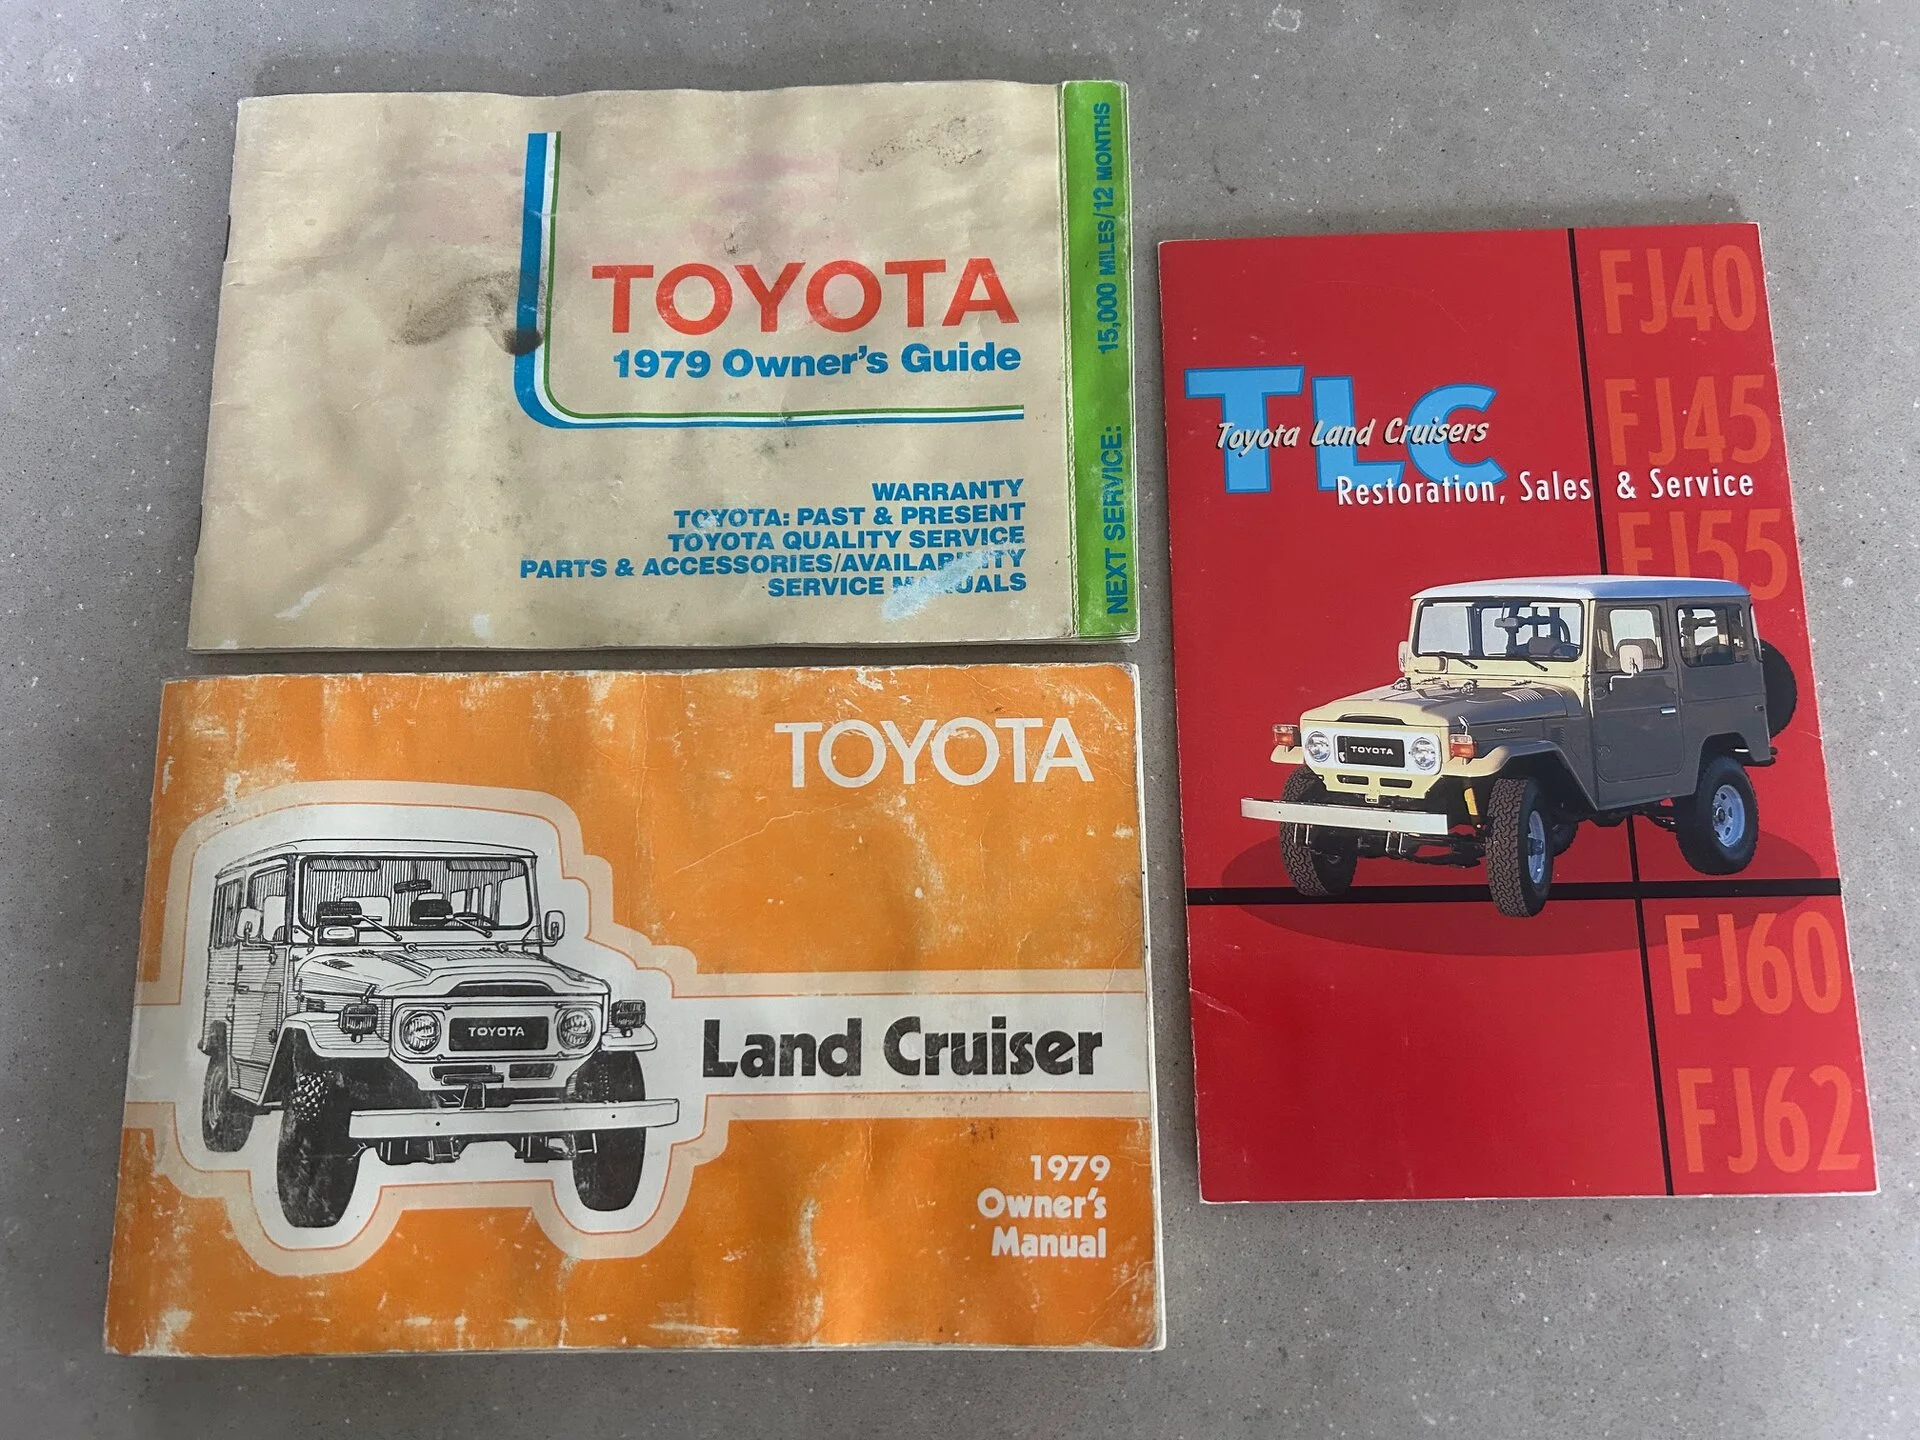 TOYOTA
1979 Owner's Guide
WARRANTY
TOYOTA: PAST & PRESENT
TOYOTA QUALITY SERVICE
PARTS & ACCESSORIES/AVAILABILITY
SERVICE MANUALS
NEXT SERVICE: 15,000 MILES/12 MONTHS
TOYOTA
TOYOTA
Land Cruiser
1979
Owner's
Manual
FJ40
FJ45
TLC
Toyota Land Cruisers
Restoration, Sales & Service
FJ55
TOYOTA
FJ60
FJ62